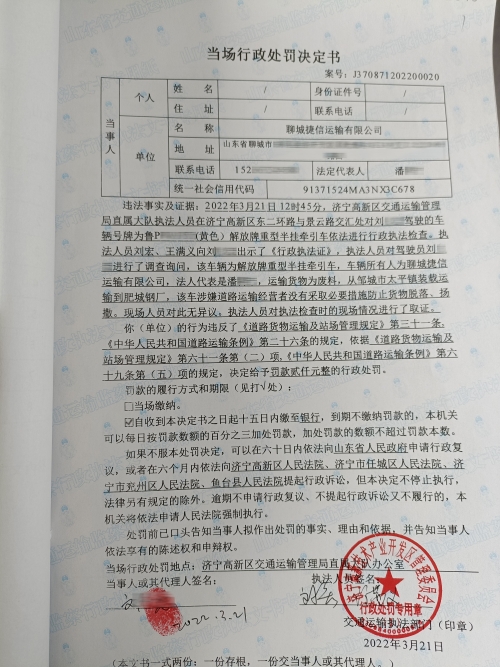 当场行政处罚决定书
案号:J370871202200020
当事人
个人
姓 名 / 身份证件号 /
住 址 / 联系电话 /
单位
名 称 聊城捷信运输有限公司
地 址 山东省聊城市
联系电话 152 法定代表人 潘
统一社会信用代码 91371524MA3NX3C678
违法事实及证据:2022年3月21日12时45分,济宁高新区交通运输管理
局直属大队执法人员在济宁高新区东二环路与景云路交汇处对刘 驾驶的车
辆号牌为鲁P (黄色)解放牌重型半挂牵引车依法进行行政执法检查。执
法人员刘宏、王满义向刘 出示了《行政执法证》,执法人员对驾驶员刘
进行了调查询问,该车辆为解放牌重型半挂牵引车,车辆所有人为聊城捷信
运输有限公司,法人代表是潘 ,运输货物为废料,从邹城市太平镇装载运
输到肥城钢厂,该车涉嫌道路运输经营者没有采取必要措施防止货物脱落、扬
撒。现场人员对此无异议,执法人员对执法检查时的现场情况进行了取证。
你(单位)的行为违反了《道路货物运输及站场管理规定》第三十一条、
《中华人民共和国道路运输条例》第二十六条的规定,依据《道路货物运输及
站场管理规定》第六十一条第(二)项,《中华人民共和国道路运输条例》第六
十九条第(五)项的规定,决定给予罚款贰仟元整的行政处罚。
罚款的履行方式和期限(见打√处):
□当场缴纳。
☑自收到本决定书之日起十五日内缴至银行,到期不缴纳罚款的,本机关
可以每日按罚款数额的百分之三加处罚款,加处罚款的数额不超过罚款本数。
如果不服本处罚决定,可以在六十日内依法向山东省人民政府申请行政复
议,或者在六个月内依法向济宁高新区人民法院、济宁市任城区人民法院、济
宁市兖州区人民法院、鱼台县人民法院提起行政诉讼,但本决定不停止执行,
法律另有规定的除外。逾期不申请行政复议、不提起行政诉讼又不履行的,本
机关将依法申请人民法院强制执行。
处罚前已口头告知当事人拟作出处罚的事实、理由和依据,并告知当事人
依法享有的陈述权和申辩权。
当场行政处罚地点:济宁高新区交通运输管理局直属大队办公室
当事人或其代理人签名: 执法人员签名:
2022.3.21
行政处罚专用章
交通运输执法部门(印章)
2022年3月21日
(本文书一式两份:一份存根,一份交当事人或其代理人。)